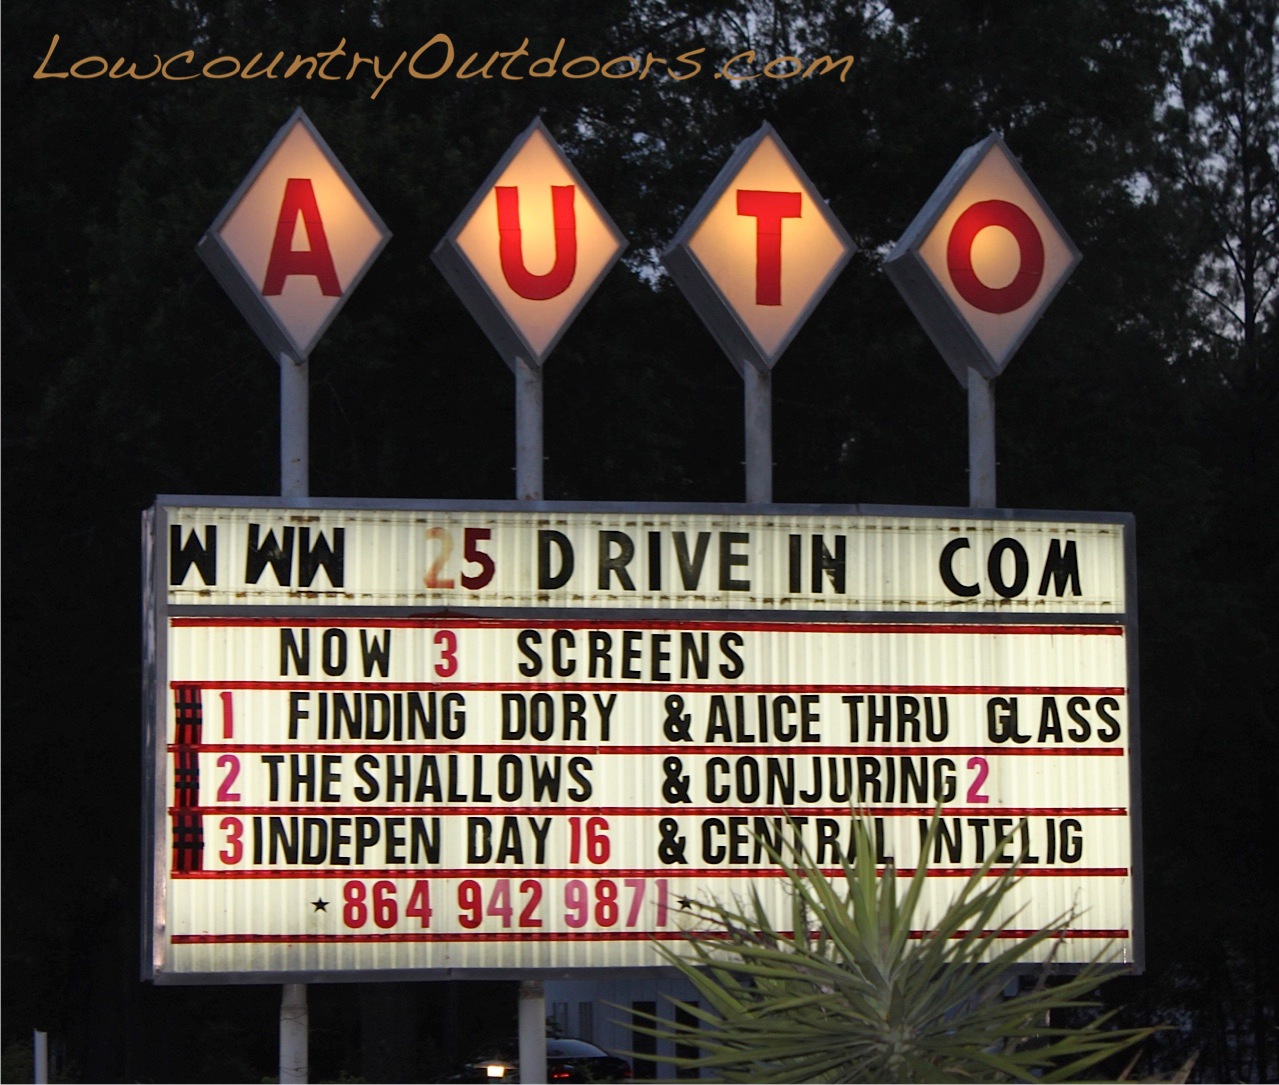 LowcountryOutdoors.com
AUTO
WWW 25 DRIVE IN COM
NOW 3 SCREENS
#1 FINDING DORY & ALICE THRU GLASS
#2 THE SHALLOWS & CONJURING 2
#3 INDEPEN DAY 16 & CENTRAL INTELIG
★ 864 942 9871 ★